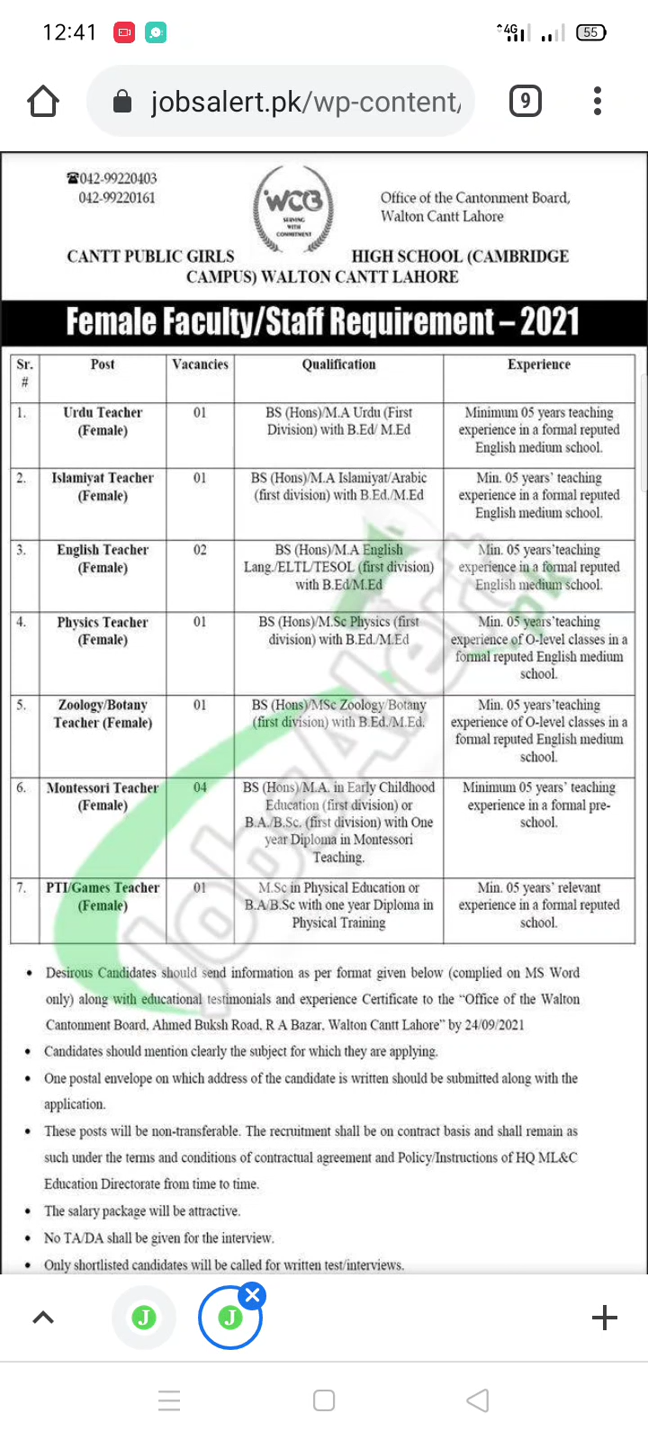 12:41
4G
55
jobsalert.pk/wp-content/
9
☎042-99220403
042-99220161
WCB
SERVING
WITH
COMMITMENT
Office of the Cantonment Board,
Walton Cantt Lahore
CANTT PUBLIC GIRLS HIGH SCHOOL (CAMBRIDGE
CAMPUS) WALTON CANTT LAHORE
Female Faculty/Staff Requirement – 2021
Sr. # Post Vacancies Qualification Experience
1. Urdu Teacher (Female) 01 BS (Hons)/M.A Urdu (First Division) with B.Ed/ M.Ed Minimum 05 years teaching experience in a formal reputed English medium school.
2. Islamiyat Teacher (Female) 01 BS (Hons)/M.A Islamiyat/Arabic (first division) with B.Ed./M.Ed Min. 05 years' teaching experience in a formal reputed English medium school.
3. English Teacher (Female) 02 BS (Hons)/M.A English Lang./ELTL/TESOL (first division) with B.Ed/M.Ed Min. 05 years'teaching experience in a formal reputed English medium school.
4. Physics Teacher (Female) 01 BS (Hons)/M.Sc Physics (first division) with B.Ed./M.Ed Min. 05 years'teaching experience of O-level classes in a formal reputed English medium school.
5. Zoology/Botany Teacher (Female) 01 BS (Hons)/MSc Zoology/Botany (first division) with B.Ed./M.Ed. Min. 05 years'teaching experience of O-level classes in a formal reputed English medium school.
6. Montessori Teacher (Female) 04 BS (Hons)/M.A. in Early Childhood Education (first division) or B.A./B.Sc. (first division) with One year Diploma in Montessori Teaching. Minimum 05 years' teaching experience in a formal pre-school.
7. PTI/Games Teacher (Female) 01 M.Sc in Physical Education or B.A/B.Sc with one year Diploma in Physical Training Min. 05 years' relevant experience in a formal reputed school.
JobzAlert.pk
• Desirous Candidates should send information as per format given below (complied on MS Word
only) along with educational testimonials and experience Certificate to the “Office of the Walton
Cantonment Board, Ahmed Buksh Road, R A Bazar, Walton Cantt Lahore” by 24/09/2021
• Candidates should mention clearly the subject for which they are applying.
• One postal envelope on which address of the candidate is written should be submitted along with the
application.
• These posts will be non-transferable. The recruitment shall be on contract basis and shall remain as
such under the terms and conditions of contractual agreement and Policy/Instructions of HQ ML&C
Education Directorate from time to time.
• The salary package will be attractive.
• No TA/DA shall be given for the interview.
• Only shortlisted candidates will be called for written test/interviews.
J
J